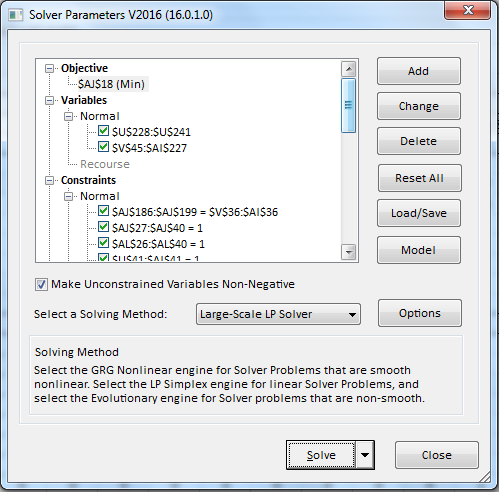 Solver Parameters V2016 (16.0.1.0)
Objective
$AJ$18 (Min)
Variables
Normal
$U$228:$U$241
$V$45:$AI$227
Recourse
Constraints
Normal
$AJ$186:$AJ$199 = $V$36:$AI$36
$AJ$27:$AJ$40 = 1
$AL$26:$AL$40 = 1
$U$41:$AI$41 = 1
Add
Change
Delete
Reset All
Load/Save
Model
Make Unconstrained Variables Non-Negative
Select a Solving Method: Large-Scale LP Solver Options
Solving Method
Select the GRG Nonlinear engine for Solver Problems that are smooth
nonlinear. Select the LP Simplex engine for linear Solver Problems, and
select the Evolutionary engine for Solver problems that are non-smooth.
Solve Close